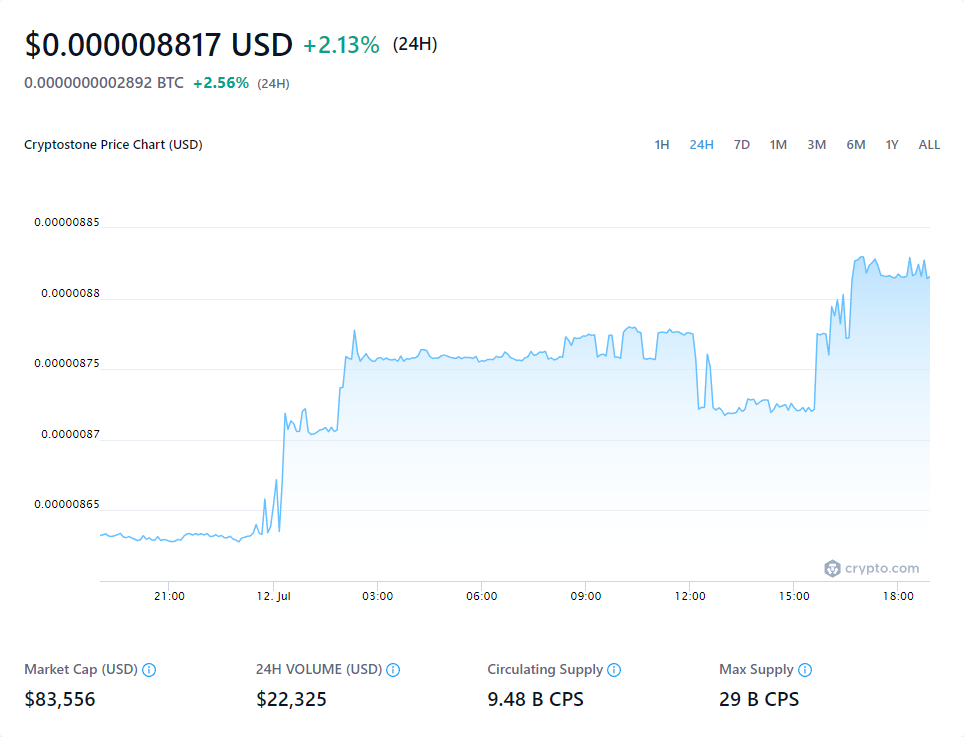 $0.000008817 USD +2.13% (24H)
0.0000000002892 BTC +2.56% (24H)
Cryptostone Price Chart (USD) 1H 24H 7D 1M 3M 6M 1Y ALL
0.00000885
0.0000088
0.00000875
0.0000087
0.00000865
crypto.com
21:00 12. Jul 03:00 06:00 09:00 12:00 15:00 18:00
Market Cap (USD) 24H VOLUME (USD) Circulating Supply Max Supply
$83,556 $22,325 9.48 B CPS 29 B CPS